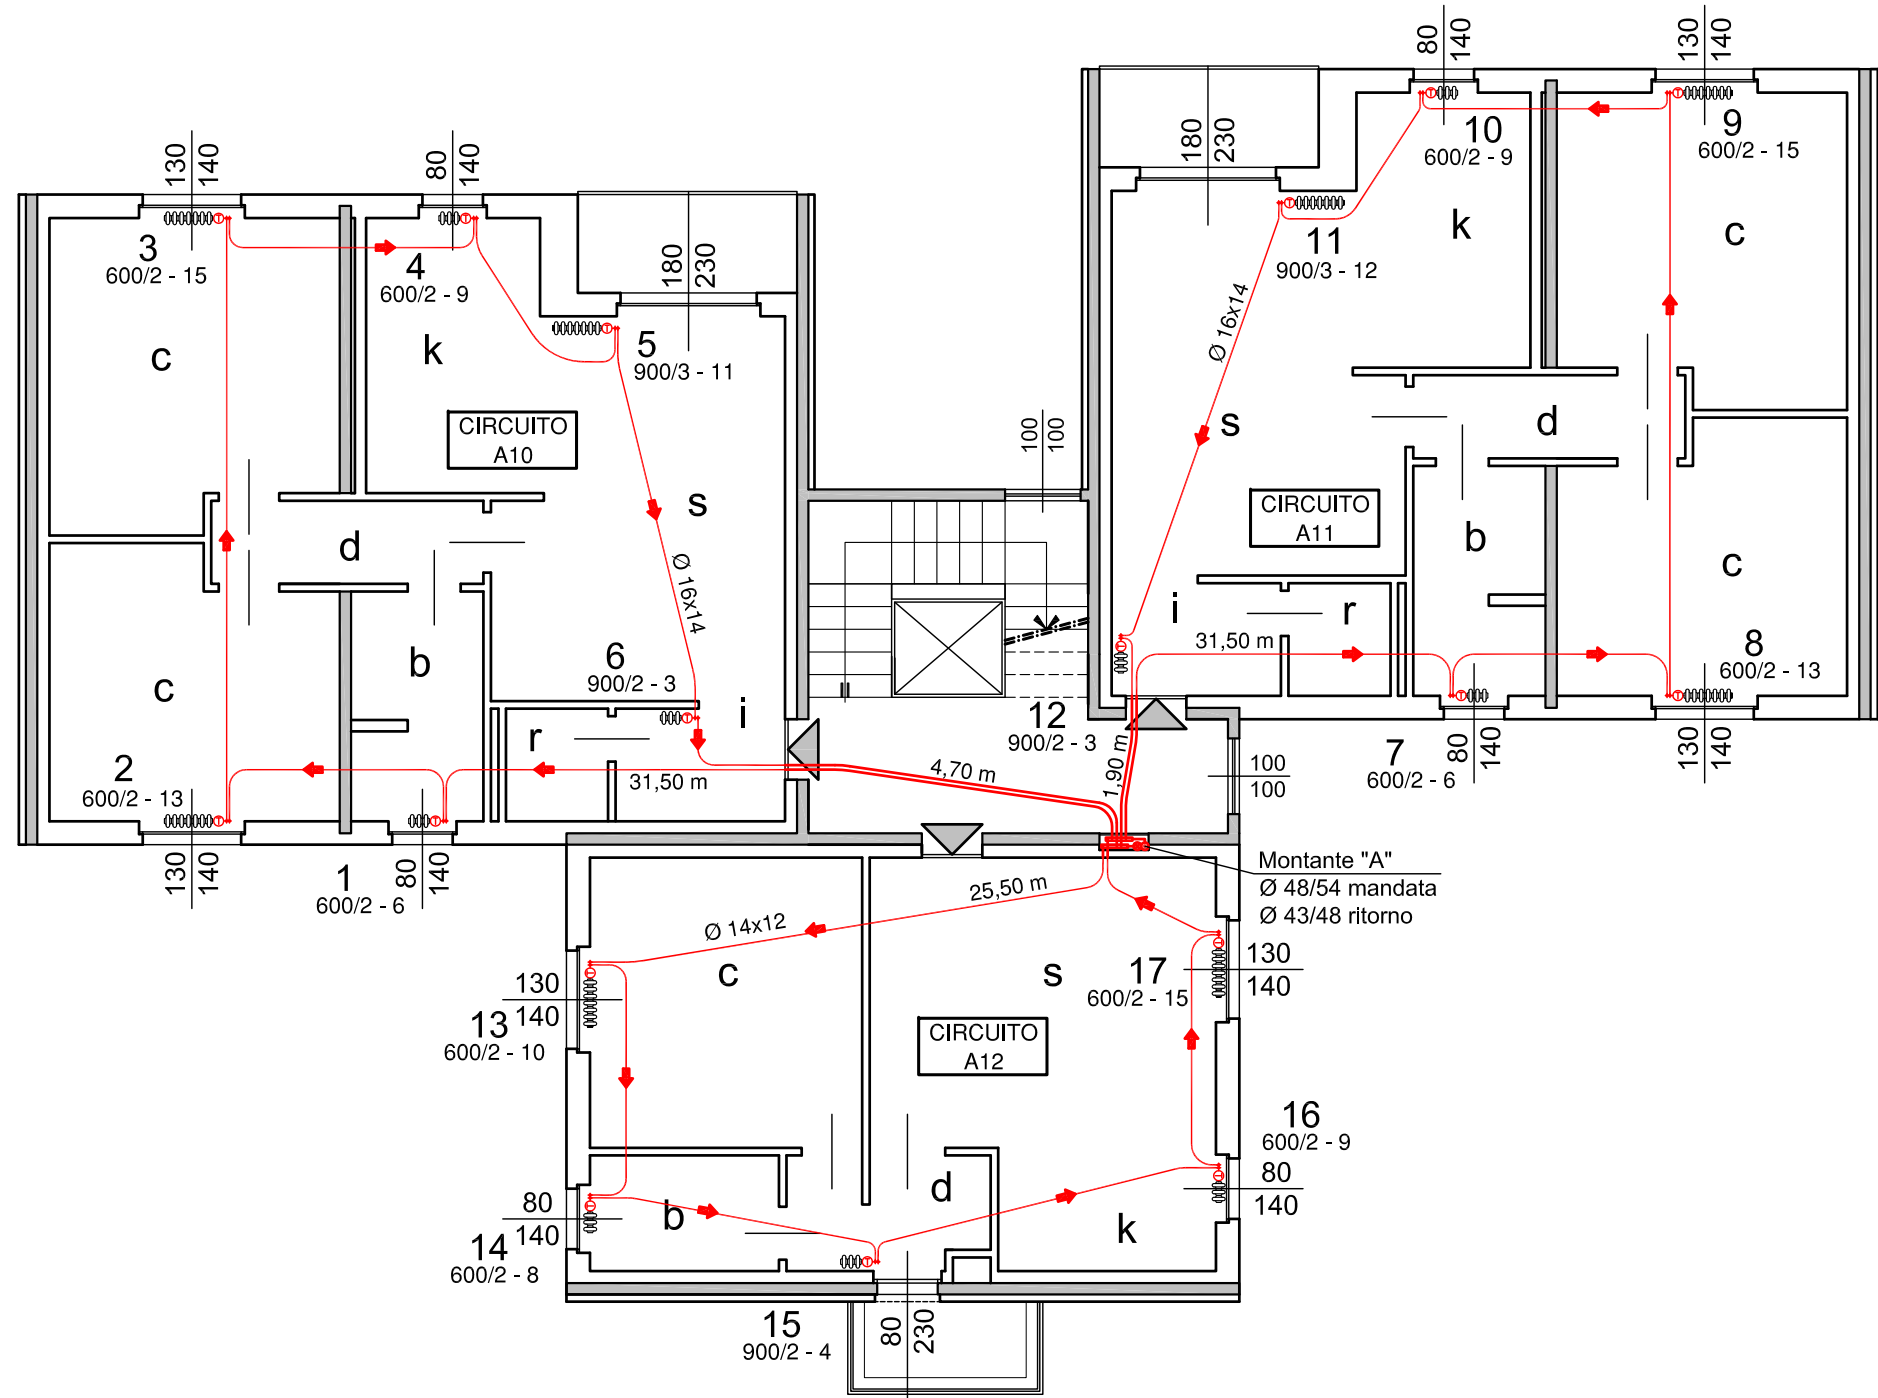 80
140
130
140
180
230
10
600/2 - 9
9
600/2 - 15
130
140
80
140
3
600/2 - 15
4
600/2 - 9
180
230
11
900/3 - 12
k
c
5
900/3 - 11
c
k
Ø 16x14
CIRCUITO
A10
100
100
s
d
s
CIRCUITO
A11
d
b
c
Ø 16x14
i
r
31,50 m
8
600/2 - 13
c
b
6
900/2 - 3
i
r
12
900/2 - 3
1,90 m
7
600/2 - 6
80
140
130
140
2
600/2 - 13
31,50 m
4,70 m
100
100
130
140
1
600/2 - 6
80
140
Montante "A"
Ø 48/54 mandata
Ø 43/48 ritorno
25,50 m
Ø 14x12
c
s
17
600/2 - 15
130
140
130
140
13
600/2 - 10
CIRCUITO
A12
16
600/2 - 9
80
140
80
140
14
600/2 - 8
b
d
k
15
900/2 - 4
80
230